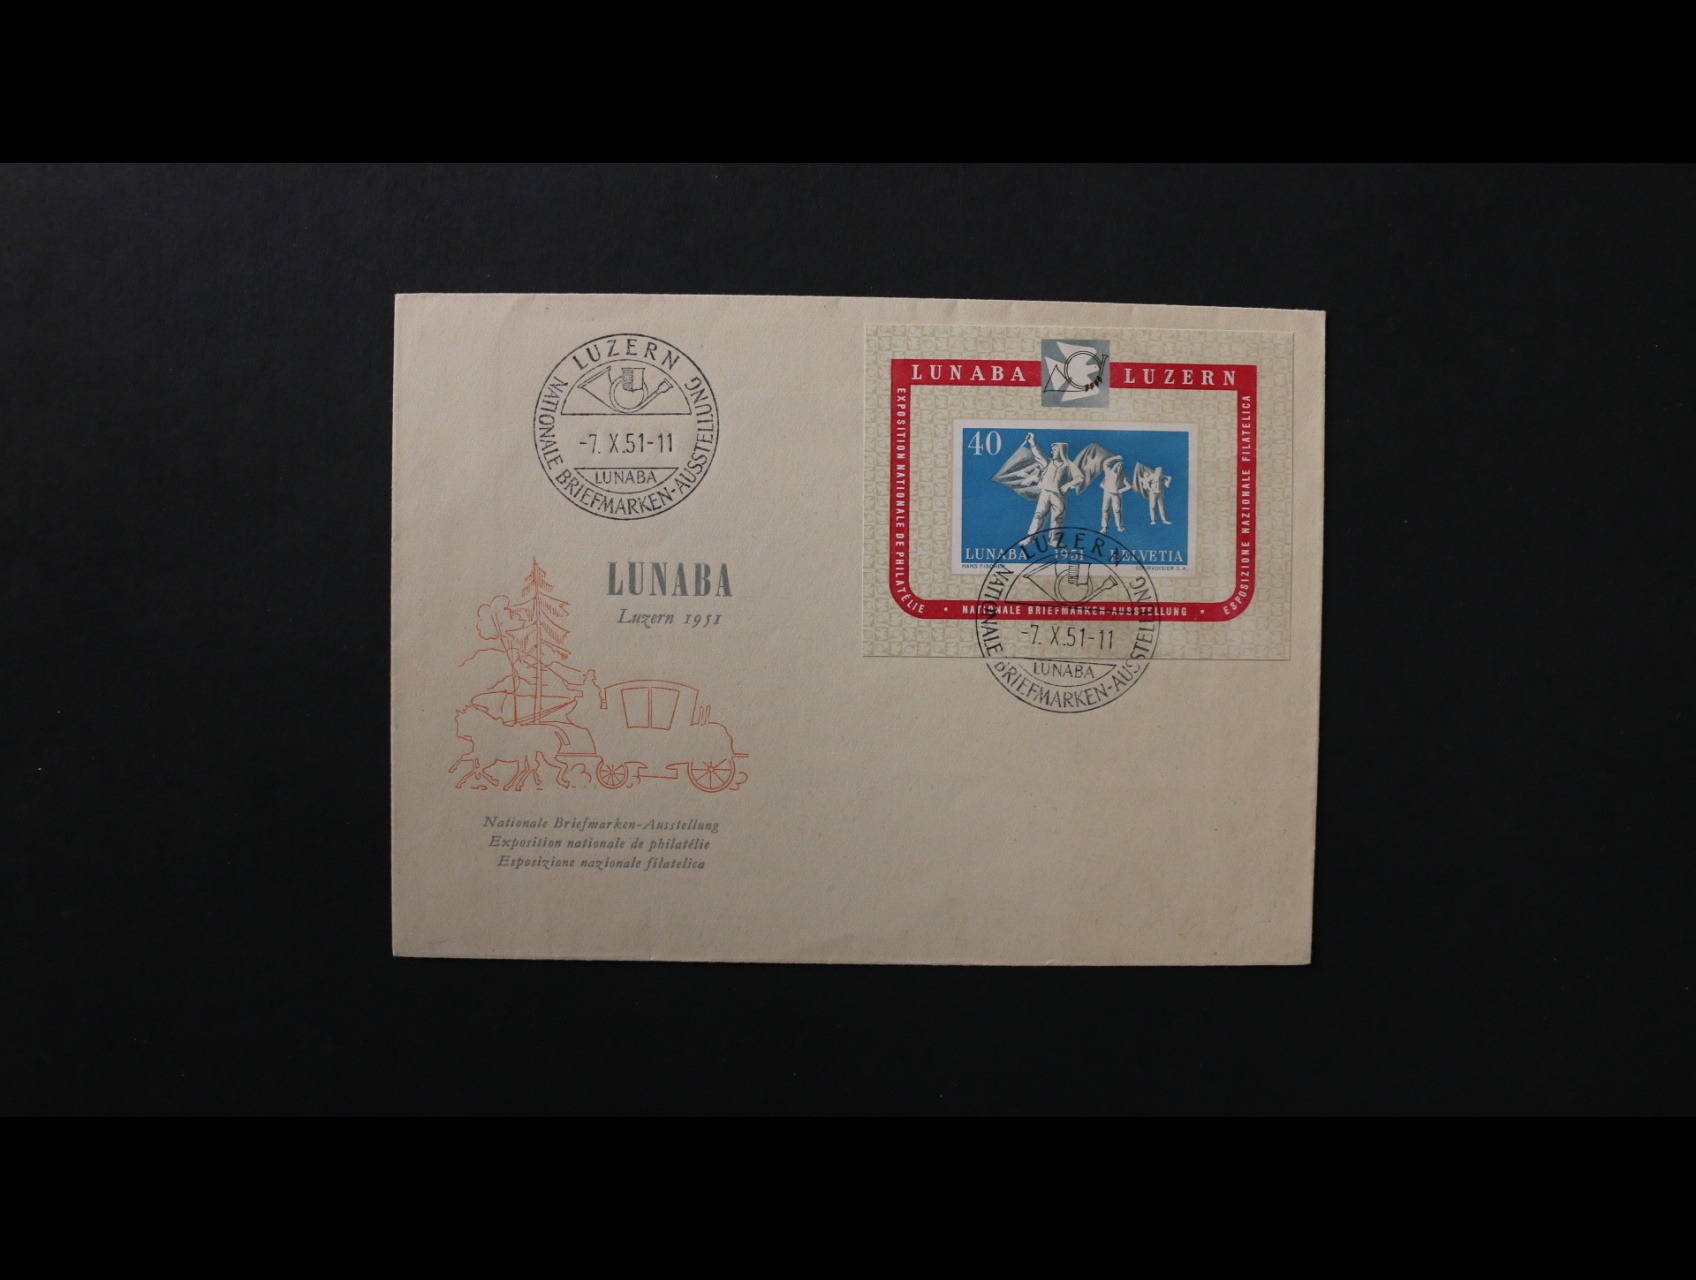 LUZERN
NATIONALE BRIEFMARKEN-AUSSTELLUNG
-7. X.51-11
LUNABA
LUNABA
Luzern 1951
Nationale Briefmarken-Ausstellung
Exposition nationale de philatélie
Esposizione nazionale filatelica
LUNABA LUZERN
EXPOSITION NATIONALE DE PHILATÉLIE • NATIONALE BRIEFMARKEN-AUSSTELLUNG • ESPOSIZIONE NAZIONALE FILATELICA
40
LUNABA 1951 HELVETIA
HANS FISCHER COURVOISIER S.A.
LUZERN
NATIONALE BRIEFMARKEN-AUSSTELLUNG
-7. X.51-11
LUNABA